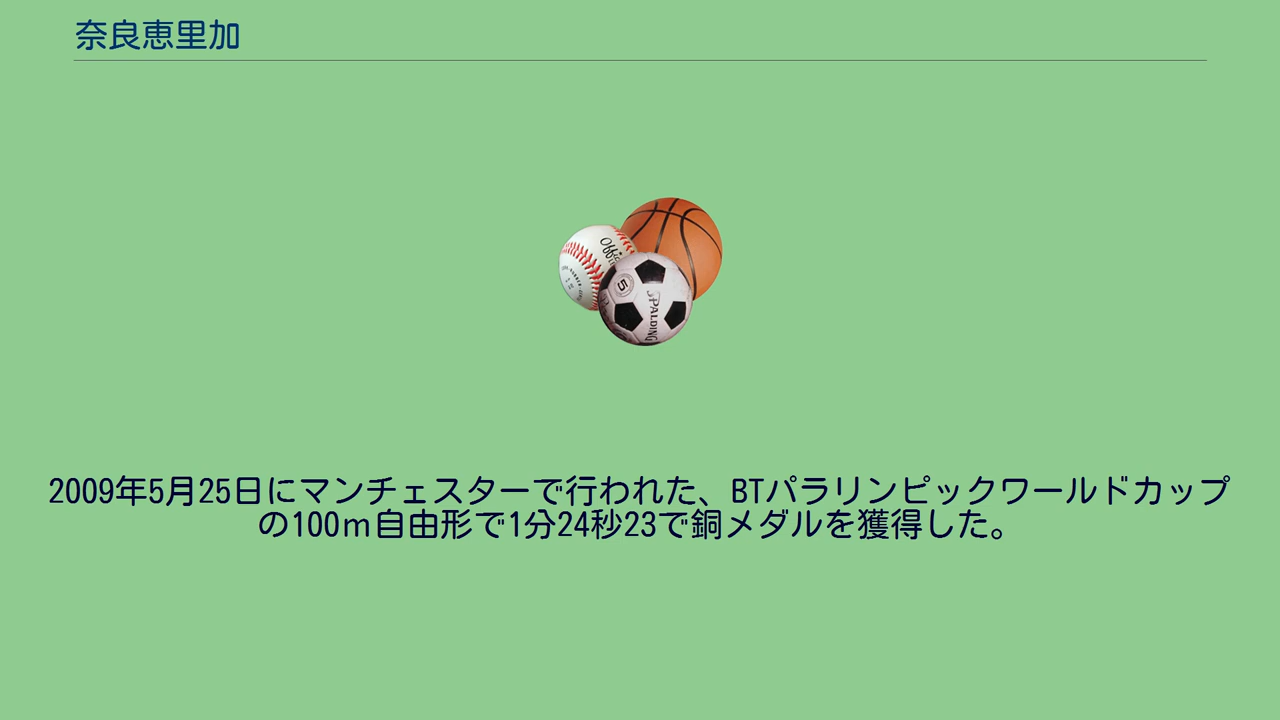 奈良恵里加
Offic
5
SPALDING
2009年5月25日にマンチェスターで行われた、BTパラリンピックワールドカップ
の100m自由形で1分24秒23で銅メダルを獲得した。